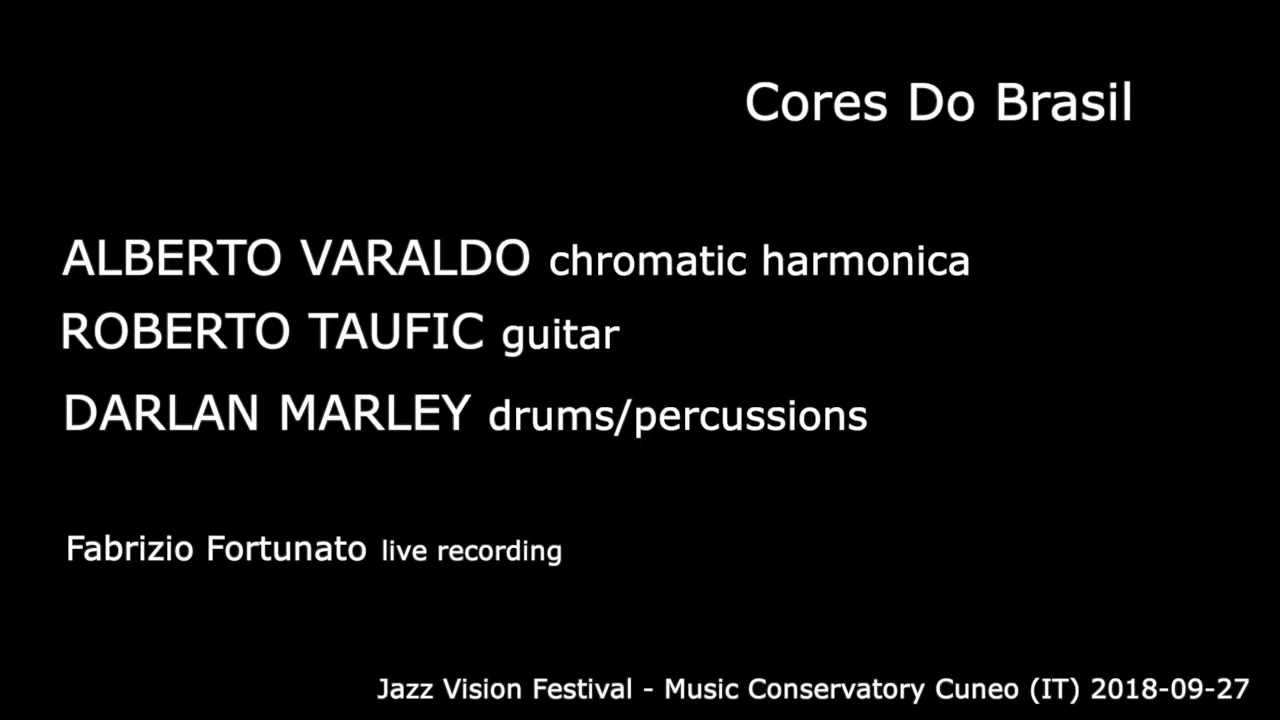 Cores Do Brasil
ALBERTO VARALDO chromatic harmonica
ROBERTO TAUFIC guitar
DARLAN MARLEY drums/percussions
Fabrizio Fortunato live recording
Jazz Vision Festival - Music Conservatory Cuneo (IT) 2018-09-27